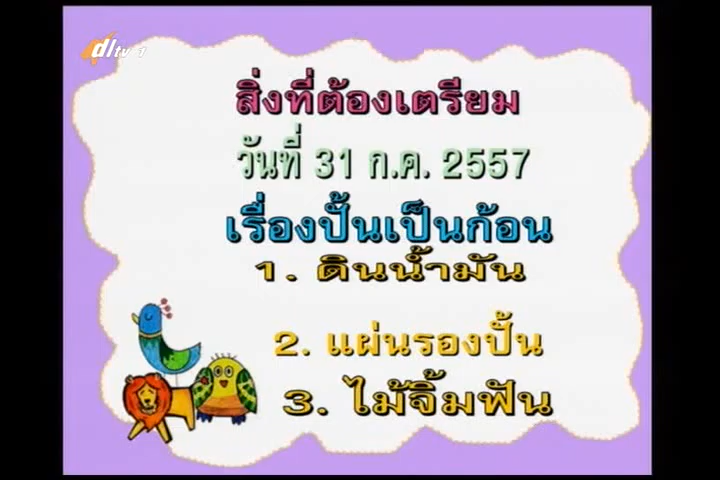 dltv 1
สิ่งที่ต้องเตรียม
วันที่ 31 ก.ค. 2557
เรื่องปั้นเป็นก้อน
1. ดินน้ำมัน
2. แผ่นรองปั้น
3. ไม้จิ้มฟัน